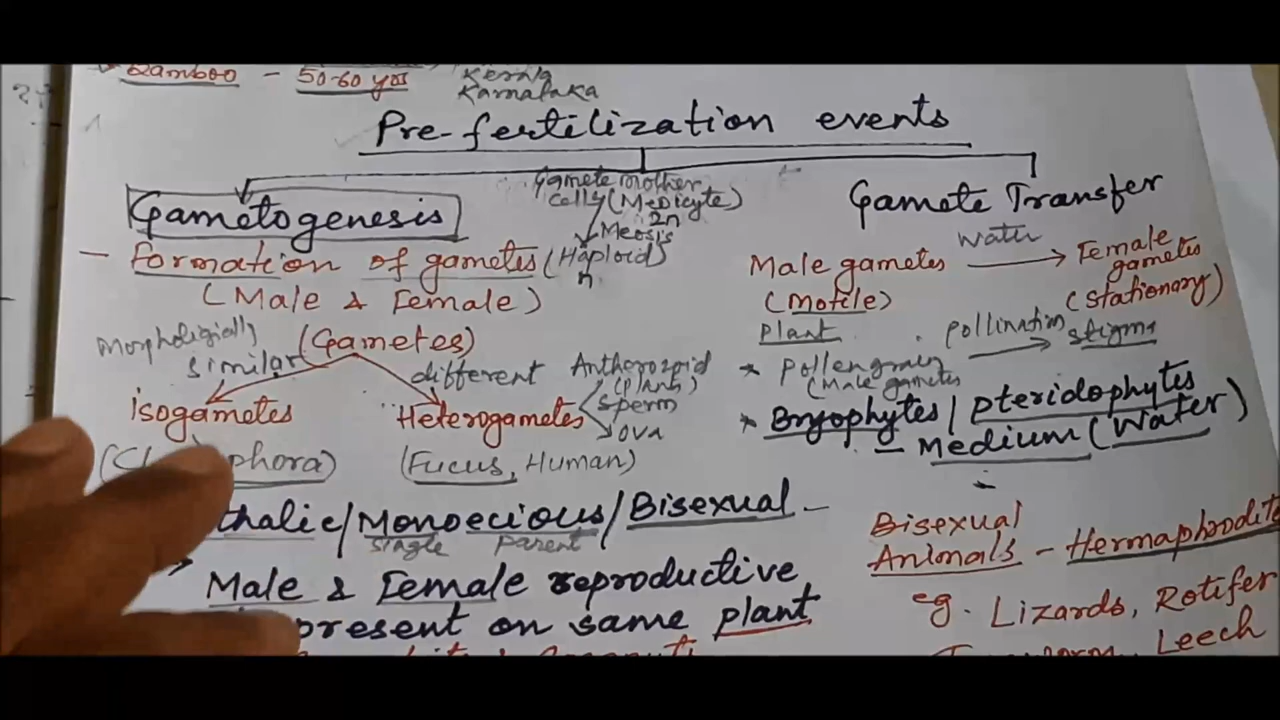 Bamboo - 50-60 yrs
Kerala
Karnataka
Pre-fertilization events
Gametogenesis
Gamete mother
cells (Meiocyte)
2n
Meosis
- Formation of gametes (Haploid)
n
(Male & Female)
Morphologically
similar
(Gametes)
different
isogametes
Heterogametes
Antherozoid
(Plants)
sperm
ova
(Fucus, Human)
thalic/Monoecious/Bisexual -
single parent
Male & Female reproductive
present on same plant
Gamete Transfer
Male gametes
(Motile)
Water
Female
gametes
(Stationary)
Plant
* Pollengrains
(Male gametes
pollination
stigma
* Bryophytes/Pteridophytes
- Medium (Water)
Bisexual
Animals - Hermaphrodite
eg. Lizards, Rotifer
Leech